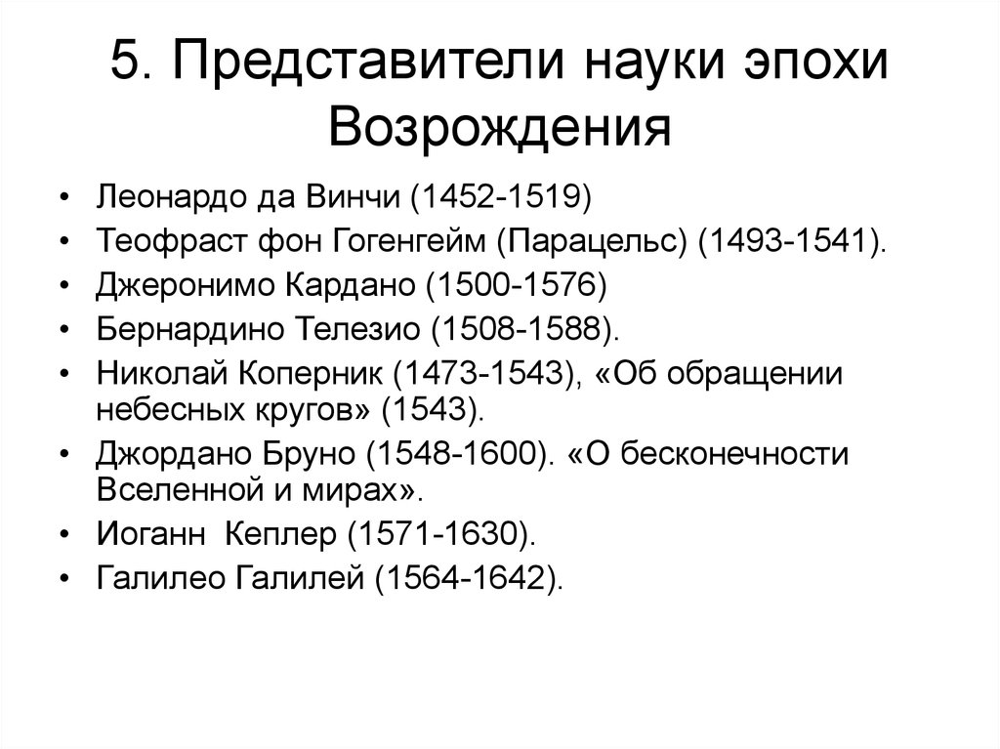 5. Представители науки эпохи
Возрождения
• Леонардо да Винчи (1452-1519)
• Теофраст фон Гогенгейм (Парацельс) (1493-1541).
• Джеронимо Кардано (1500-1576)
• Бернардино Телезио (1508-1588).
• Николай Коперник (1473-1543), «Об обращении
небесных кругов» (1543).
• Джордано Бруно (1548-1600). «О бесконечности
Вселенной и мирах».
• Иоганн  Кеплер (1571-1630).
• Галилео Галилей (1564-1642).